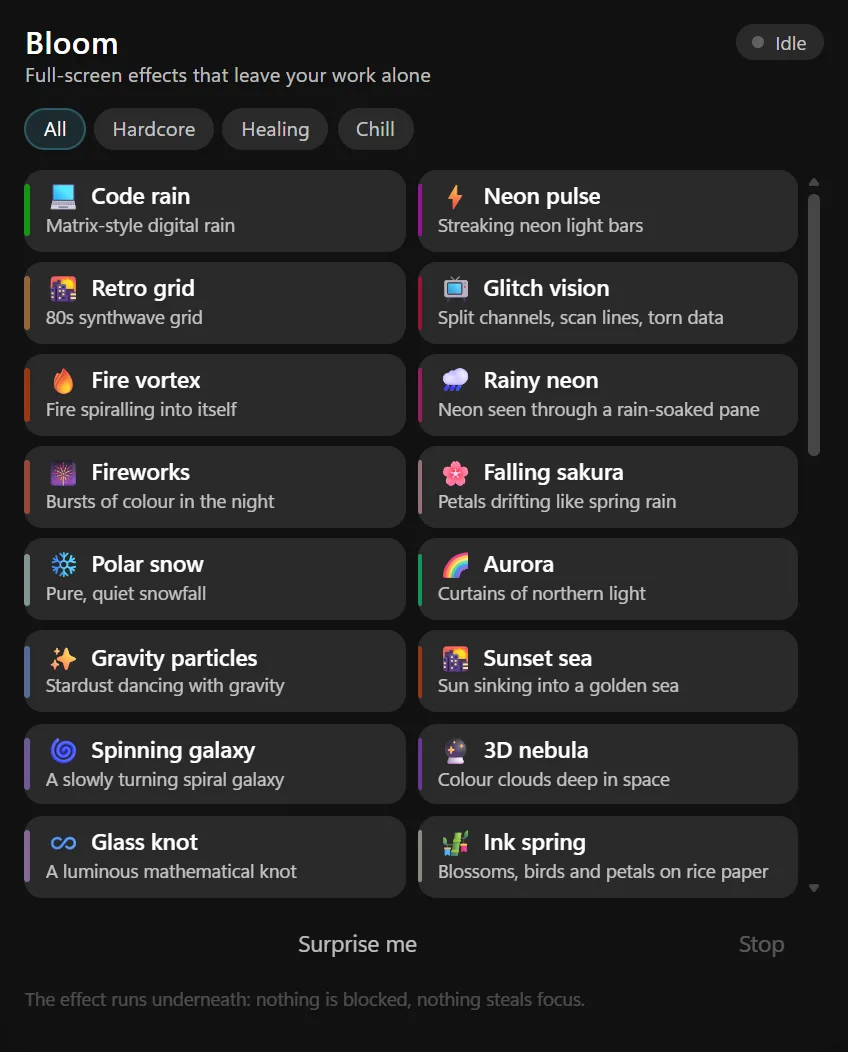 Bloom
Idle
Full-screen effects that leave your work alone
All
Hardcore
Healing
Chill
Code rain
Matrix-style digital rain
Neon pulse
Streaking neon light bars
Retro grid
80s synthwave grid
Glitch vision
Split channels, scan lines, torn data
Fire vortex
Fire spiralling into itself
Rainy neon
Neon seen through a rain-soaked pane
Fireworks
Bursts of colour in the night
Falling sakura
Petals drifting like spring rain
Polar snow
Pure, quiet snowfall
Aurora
Curtains of northern light
Gravity particles
Stardust dancing with gravity
Sunset sea
Sun sinking into a golden sea
Spinning galaxy
A slowly turning spiral galaxy
3D nebula
Colour clouds deep in space
Glass knot
A luminous mathematical knot
Ink spring
Blossoms, birds and petals on rice paper
Surprise me
Stop
The effect runs underneath: nothing is blocked, nothing steals focus.